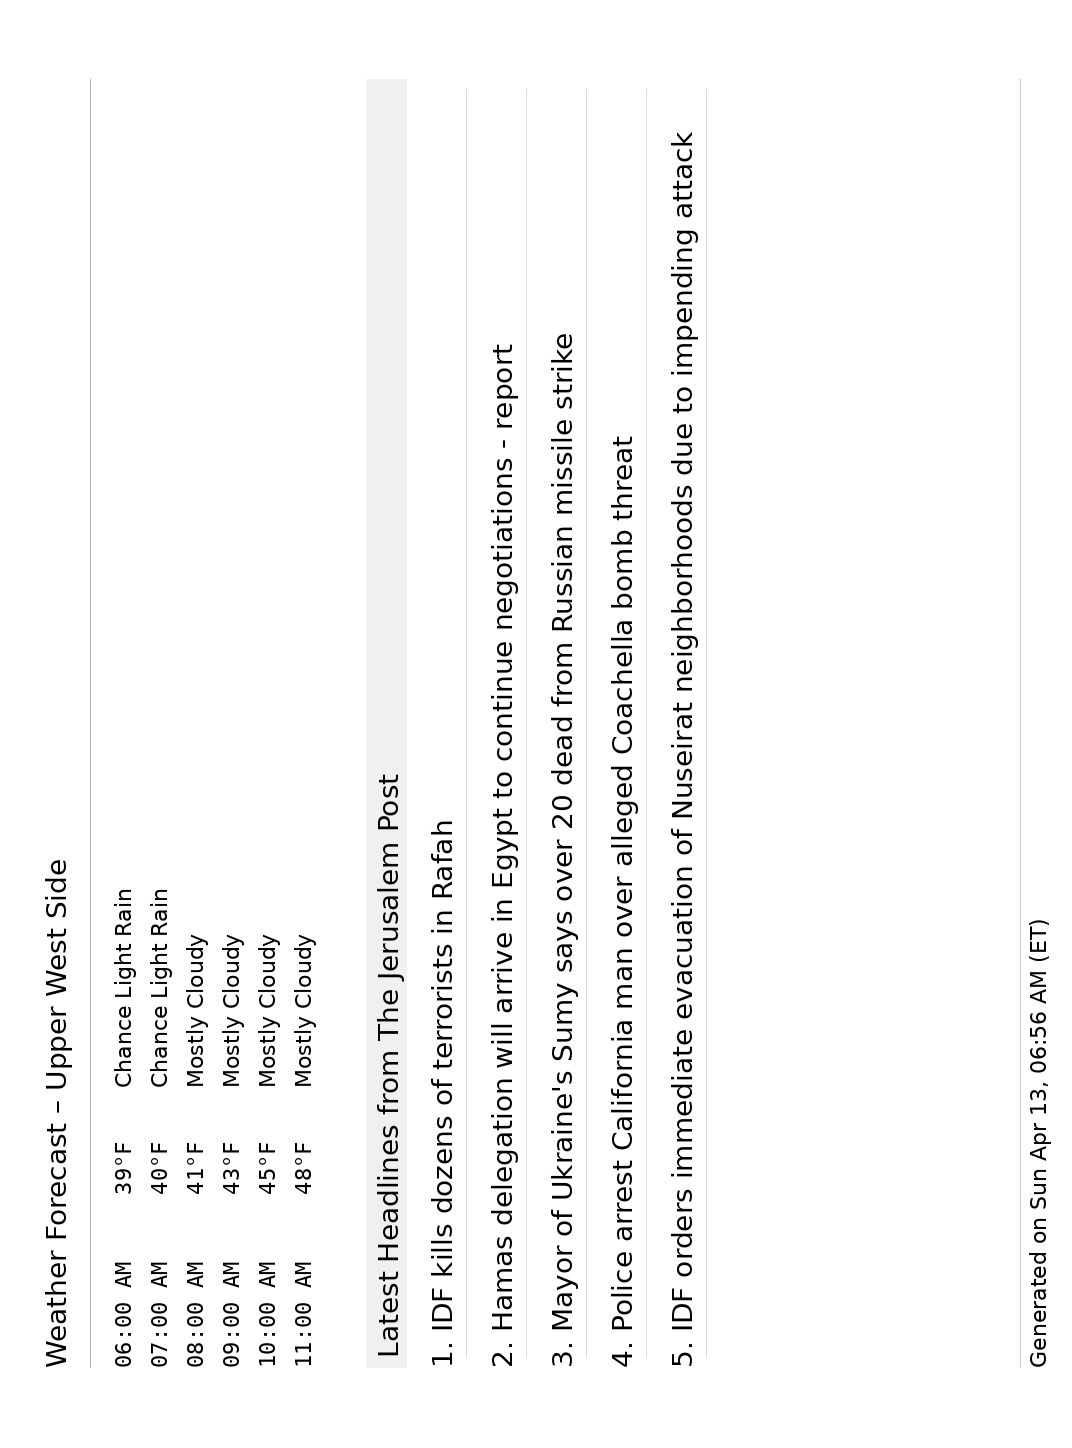 Weather Forecast – Upper West Side
06:00 AM 39°F Chance Light Rain
07:00 AM 40°F Chance Light Rain
08:00 AM 41°F Mostly Cloudy
09:00 AM 43°F Mostly Cloudy
10:00 AM 45°F Mostly Cloudy
11:00 AM 48°F Mostly Cloudy
Latest Headlines from The Jerusalem Post
1. IDF kills dozens of terrorists in Rafah
2. Hamas delegation will arrive in Egypt to continue negotiations - report
3. Mayor of Ukraine's Sumy says over 20 dead from Russian missile strike
4. Police arrest California man over alleged Coachella bomb threat
5. IDF orders immediate evacuation of Nuseirat neighborhoods due to impending attack
Generated on Sun Apr 13, 06:56 AM (ET)